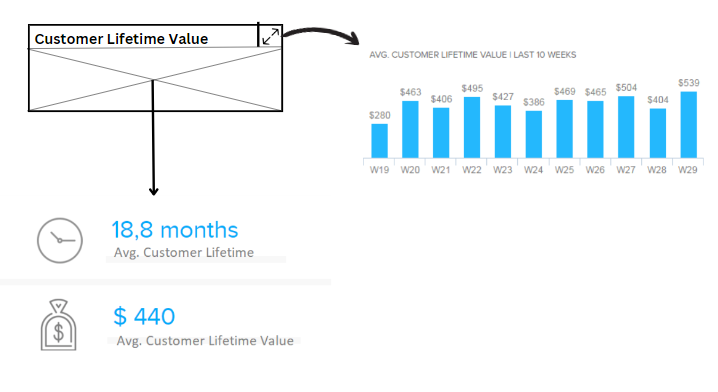 Customer Lifetime Value
AVG. CUSTOMER LIFETIME VALUE | LAST 10 WEEKS
$280
$463
$406
$495
$427
$386
$469
$465
$504
$404
$539
W19 W20 W21 W22 W23 W24 W25 W26 W27 W28 W29
18,8 months
Avg. Customer Lifetime
$ 440
Avg. Customer Lifetime Value
$